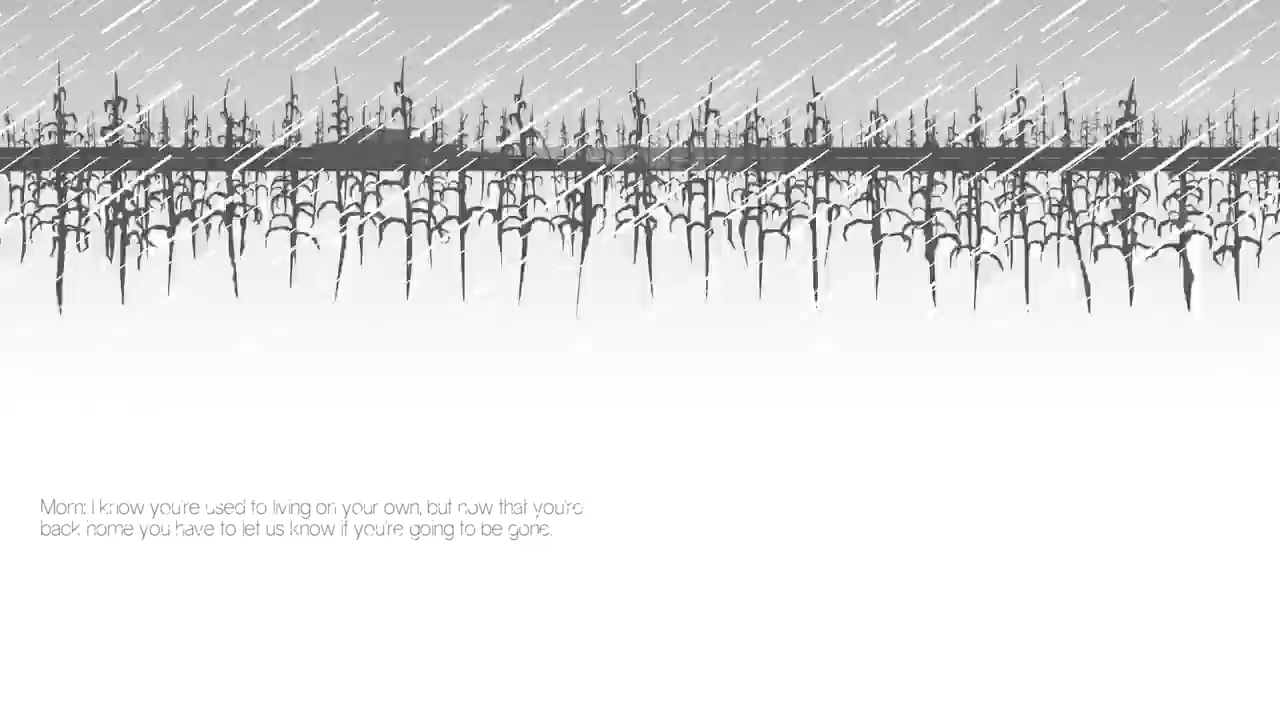 Mom: I know you're used to living on your own, but now that you're
back home you have to let us know if you're going to be gone.